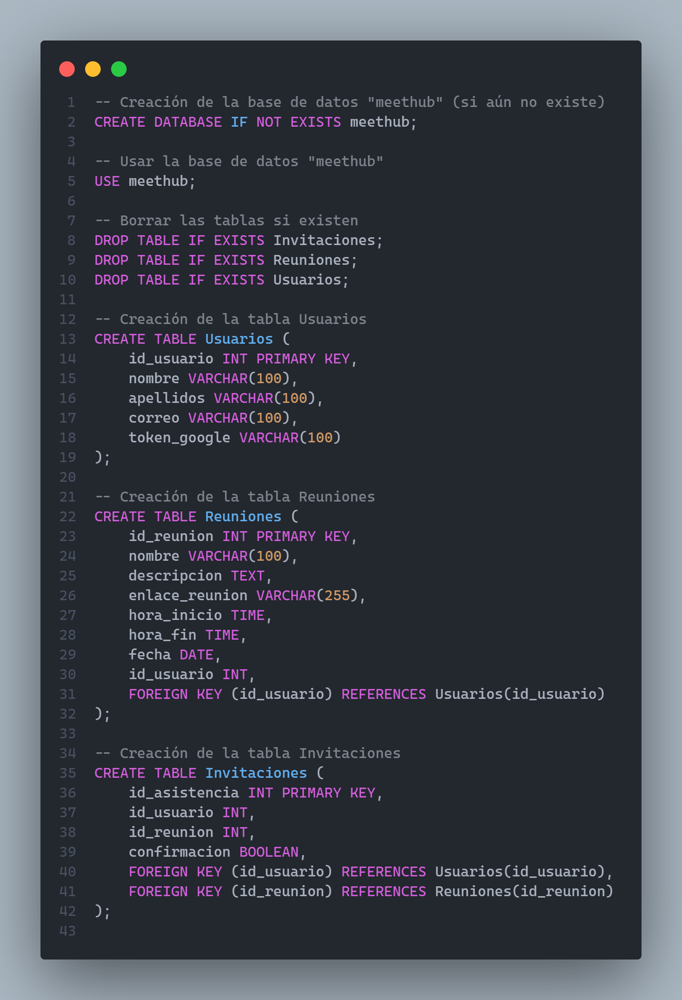 1 -- Creación de la base de datos "meethub" (si aún no existe)
2 CREATE DATABASE IF NOT EXISTS meethub;
3
4 -- Usar la base de datos "meethub"
5 USE meethub;
6
7 -- Borrar las tablas si existen
8 DROP TABLE IF EXISTS Invitaciones;
9 DROP TABLE IF EXISTS Reuniones;
10 DROP TABLE IF EXISTS Usuarios;
11
12 -- Creación de la tabla Usuarios
13 CREATE TABLE Usuarios (
14     id_usuario INT PRIMARY KEY,
15     nombre VARCHAR(100),
16     apellidos VARCHAR(100),
17     correo VARCHAR(100),
18     token_google VARCHAR(100)
19 );
20
21 -- Creación de la tabla Reuniones
22 CREATE TABLE Reuniones (
23     id_reunion INT PRIMARY KEY,
24     nombre VARCHAR(100),
25     descripcion TEXT,
26     enlace_reunion VARCHAR(255),
27     hora_inicio TIME,
28     hora_fin TIME,
29     fecha DATE,
30     id_usuario INT,
31     FOREIGN KEY (id_usuario) REFERENCES Usuarios(id_usuario)
32 );
33
34 -- Creación de la tabla Invitaciones
35 CREATE TABLE Invitaciones (
36     id_asistencia INT PRIMARY KEY,
37     id_usuario INT,
38     id_reunion INT,
39     confirmacion BOOLEAN,
40     FOREIGN KEY (id_usuario) REFERENCES Usuarios(id_usuario),
41     FOREIGN KEY (id_reunion) REFERENCES Reuniones(id_reunion)
42 );
43